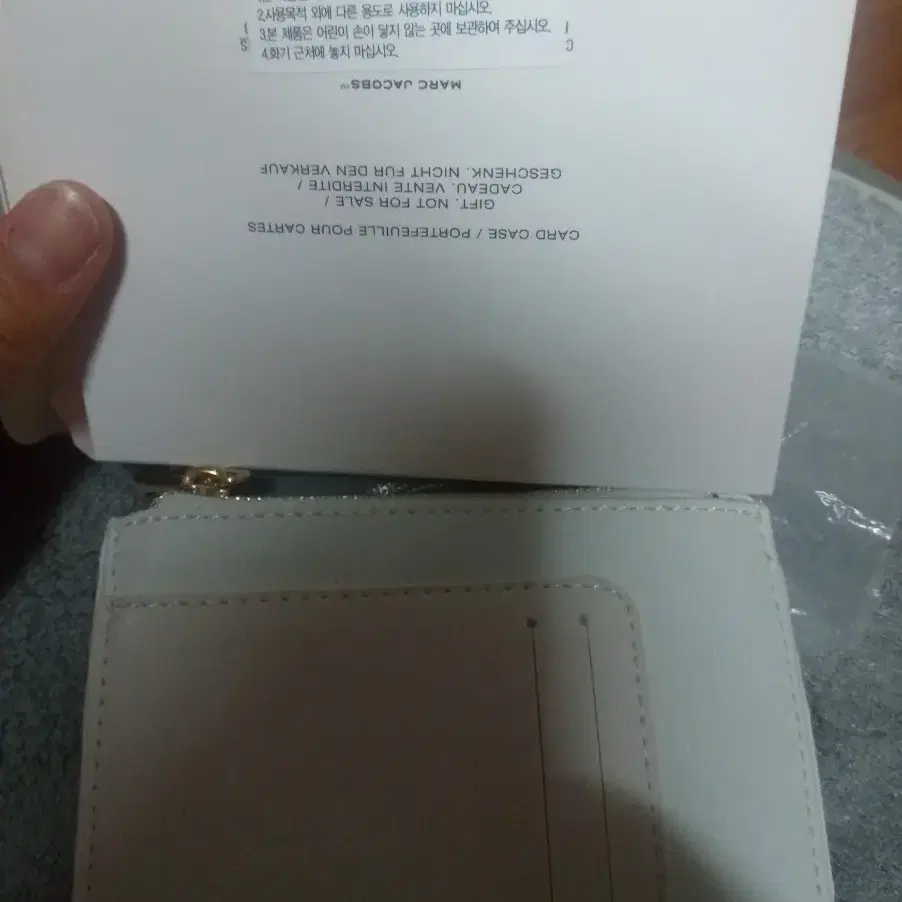 2.사용목적 외에 다른 용도로 사용하지 마십시오.
3.본 제품은 어린이 손이 닿지 않는 곳에 보관하여 주십시오.
4.화기 근처에 놓지 마십시오.
CARD CASE / PORTEFEUILLE POUR CARTES
GIFT. NOT FOR SALE /
CADEAU. VENTE INTERDITE /
GESCHENK. NICHT FÜR DEN VERKAUF
MARC JACOBS™